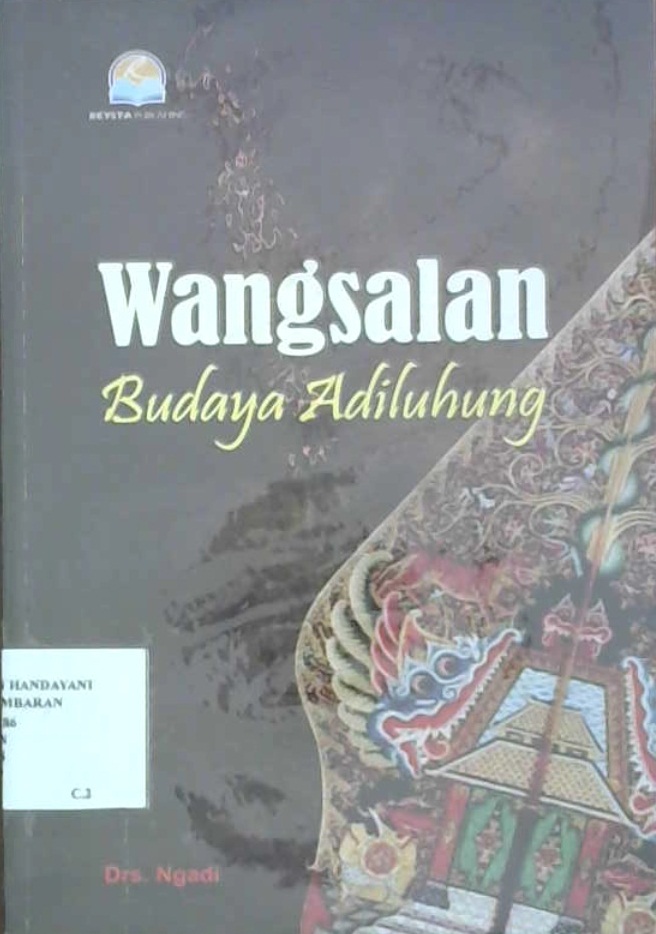 Wangsalan
Budaya Adiluhung
HANDAYANI
MBARAN
86
C.2
Drs. Ngadi